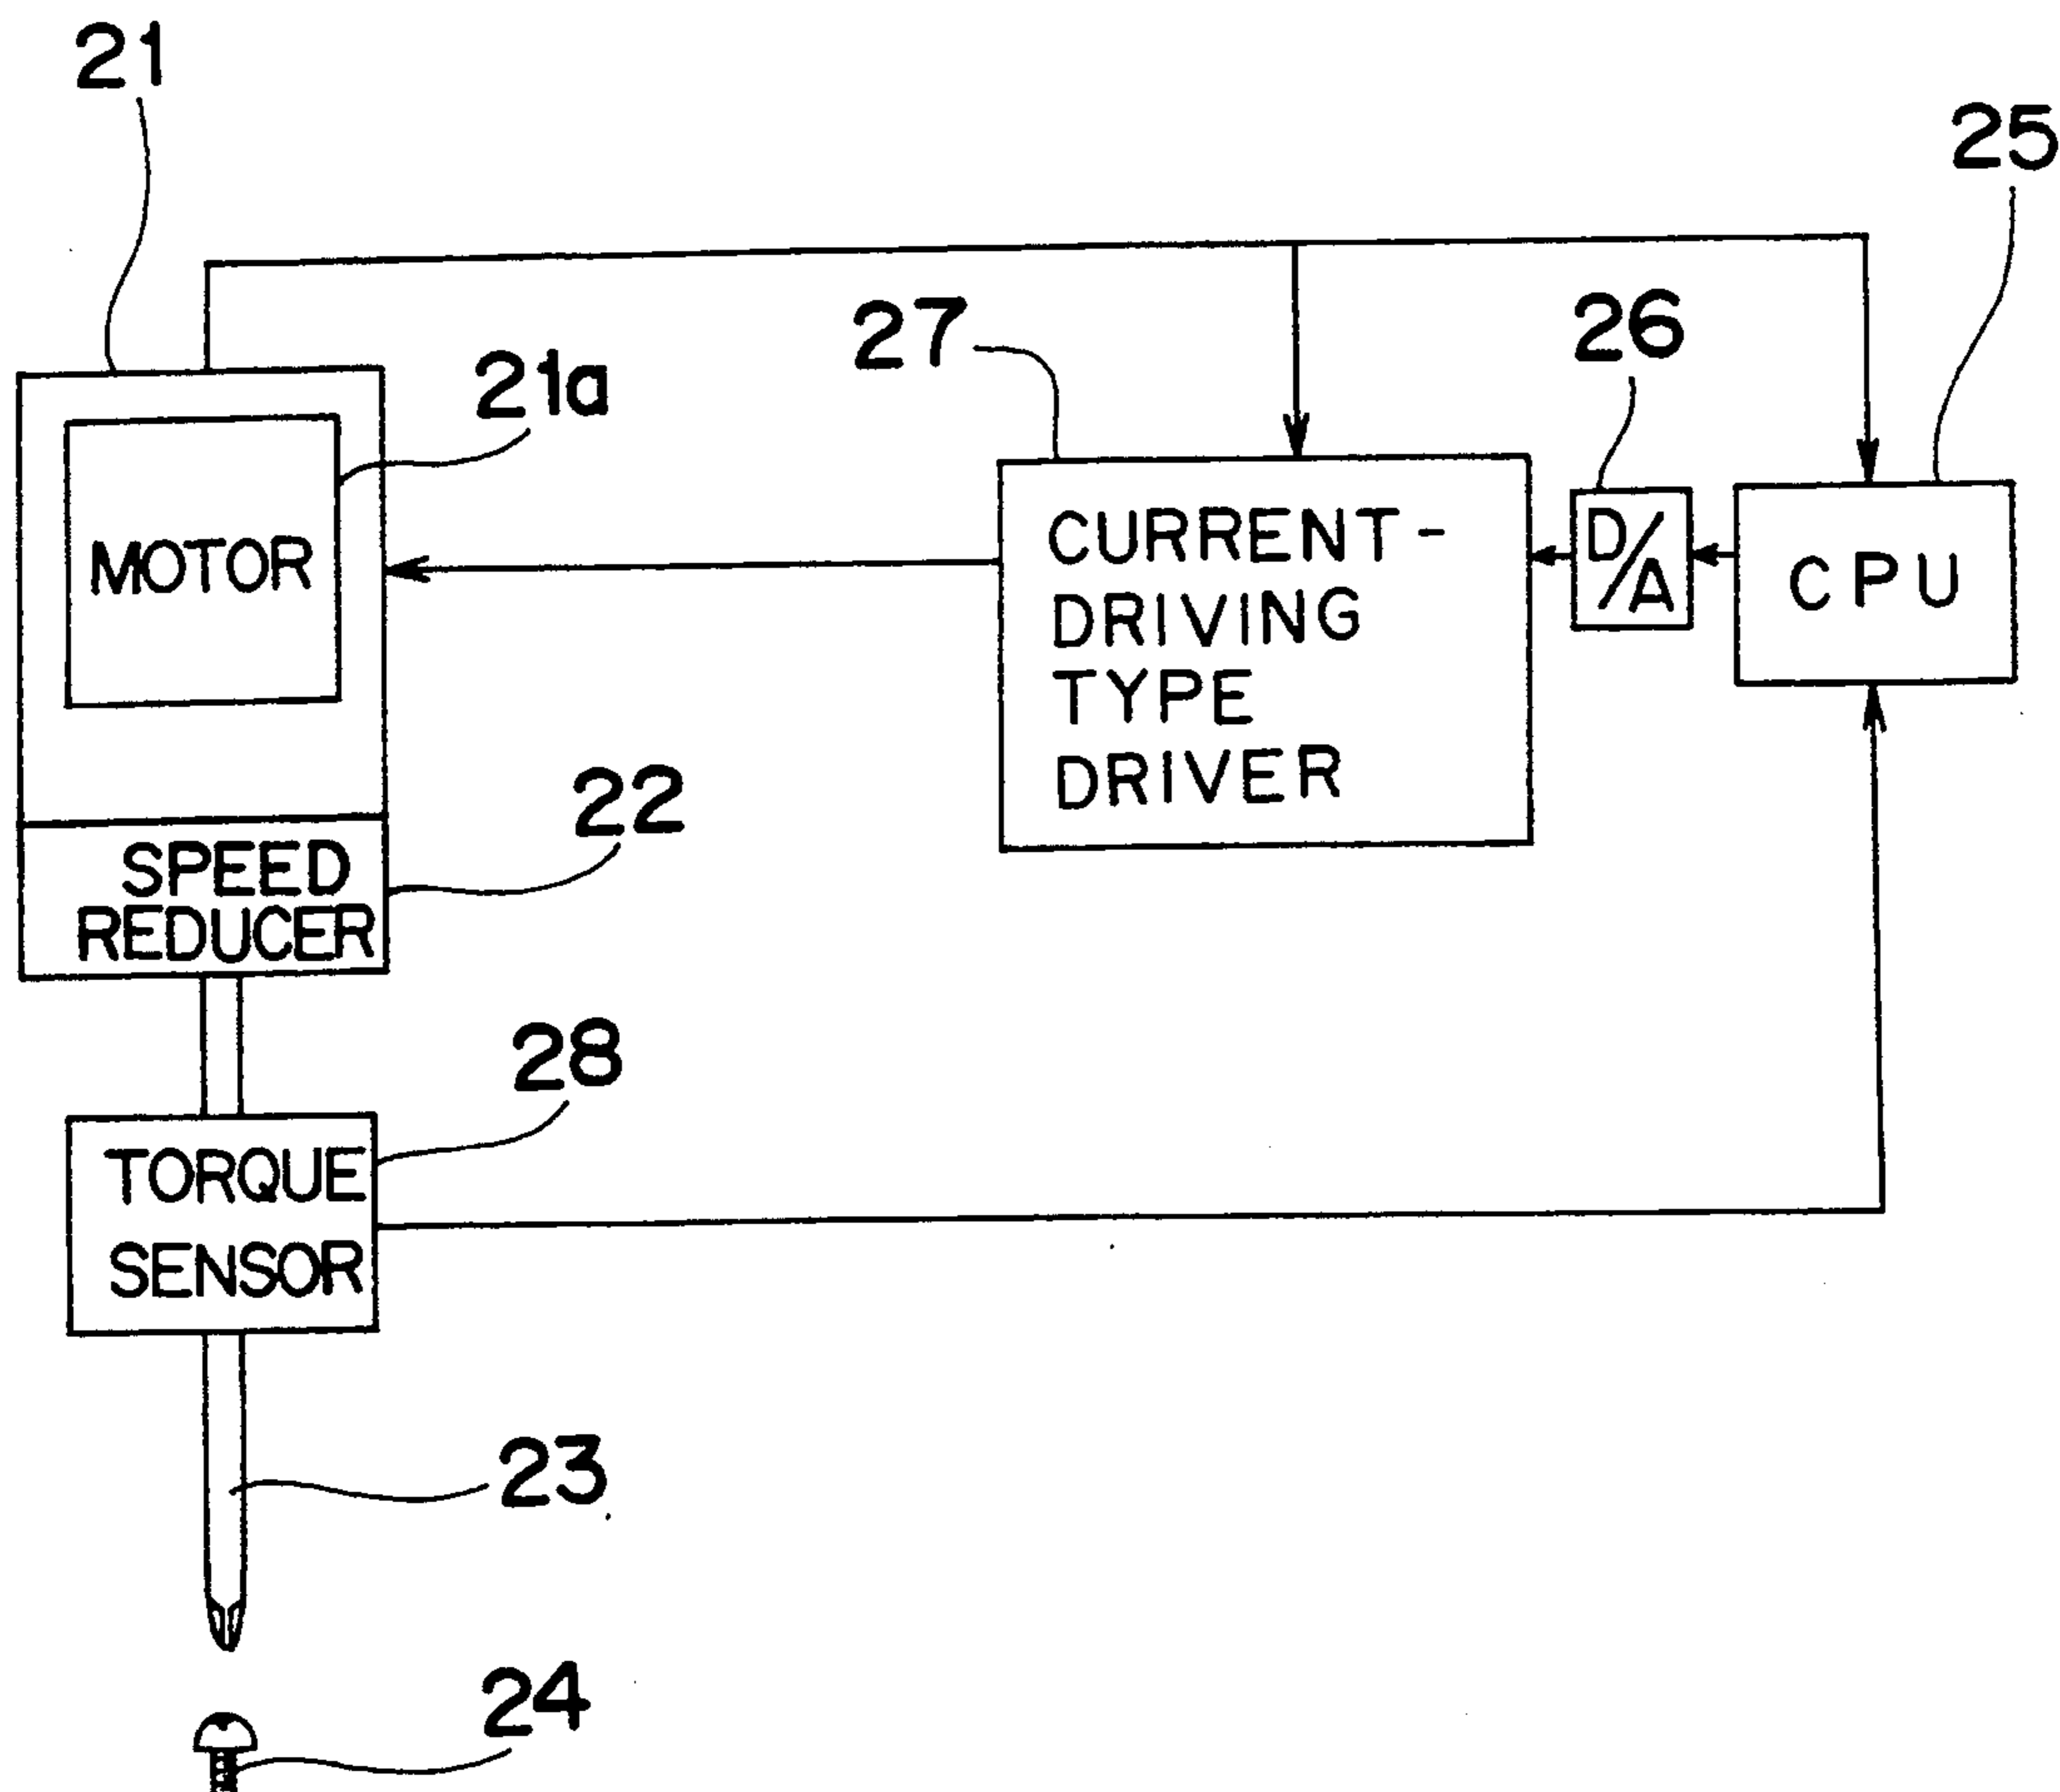 21
25
27
26
21a
MOTOR
CURRENT-
DRIVING
TYPE
DRIVER
D/A
CPU
22
SPEED
REDUCER
28
TORQUE
SENSOR
23
24